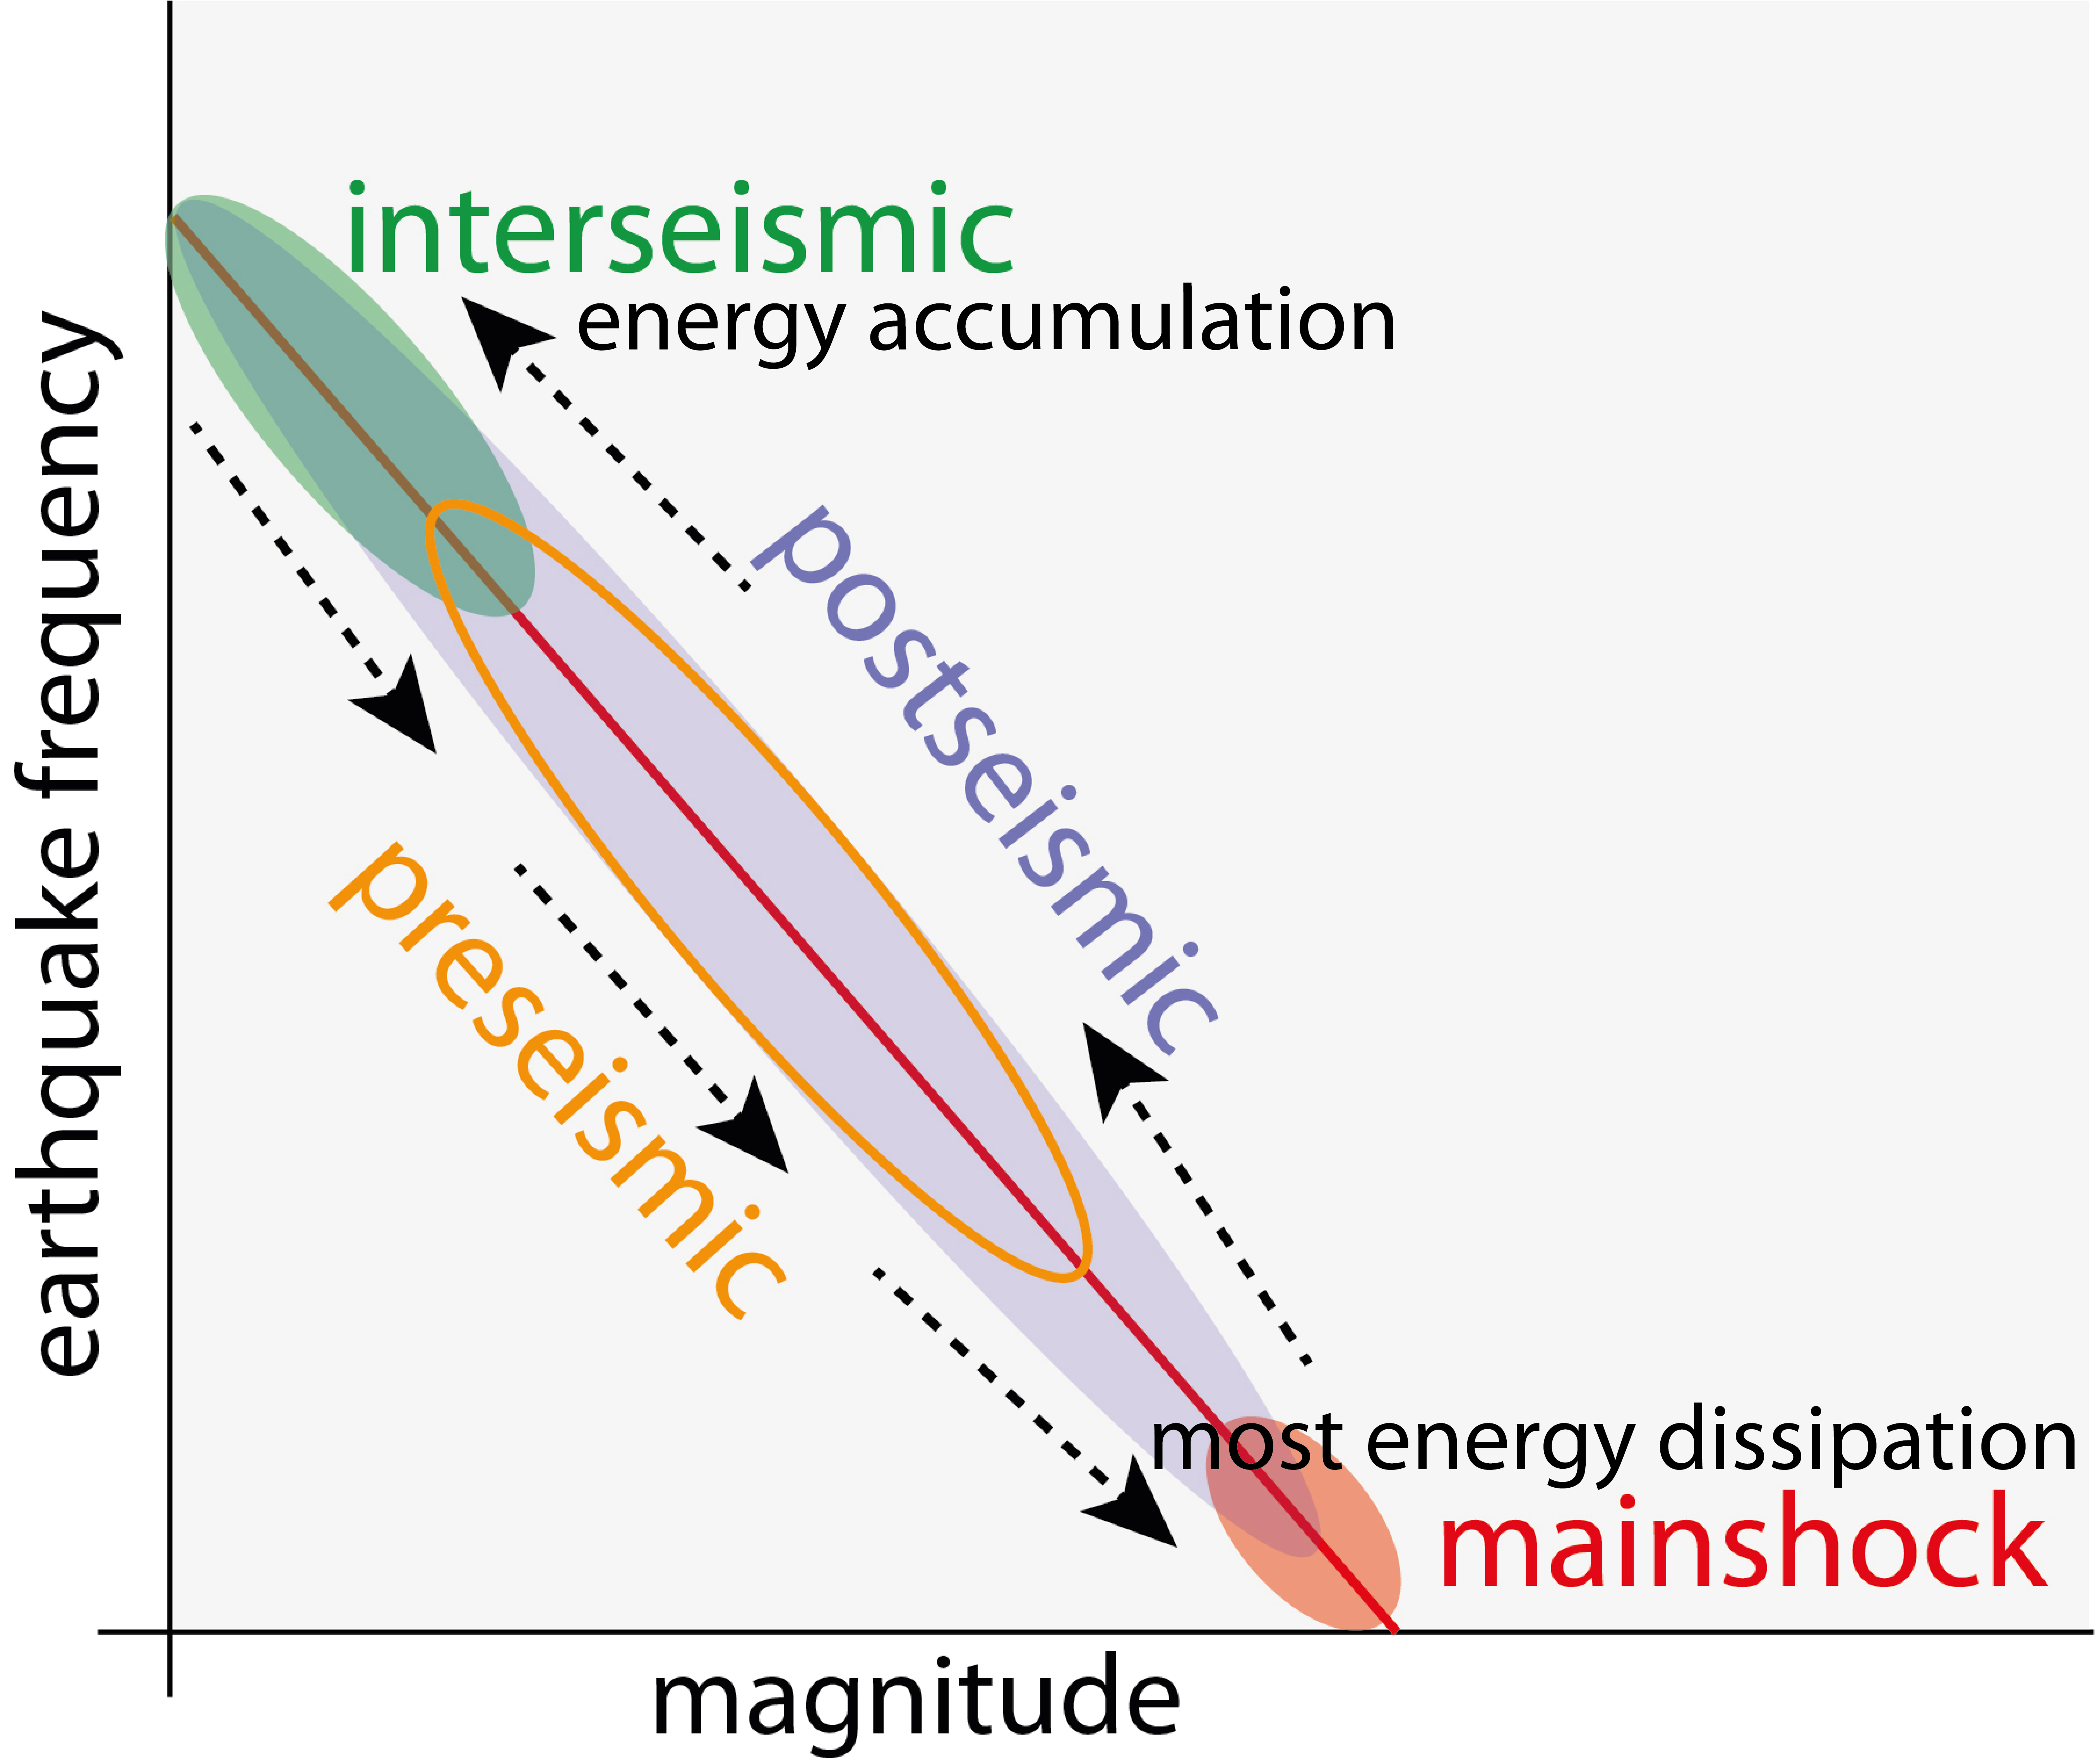 interseismic
energy accumulation
postseismic
preseismic
most energy dissipation
mainshock
earthquake frequency
magnitude